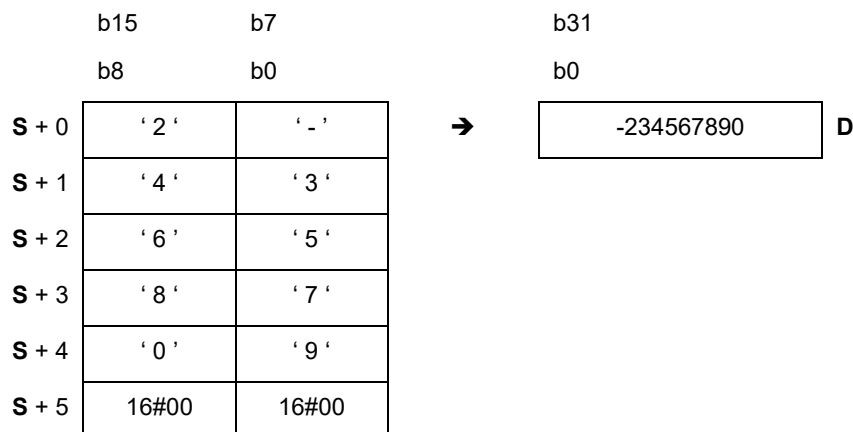 b15 b7 b31
b8 b0 b0
S + 0 ‘ 2 ‘ ‘ - ’ ➔ -234567890 D
S + 1 ‘ 4 ‘ ‘ 3 ‘
S + 2 ‘ 6 ’ ‘ 5 ‘
S + 3 ‘ 8 ‘ ‘ 7 ‘
S + 4 ‘ 0 ’ ‘ 9 ‘
S + 5 16#00 16#00